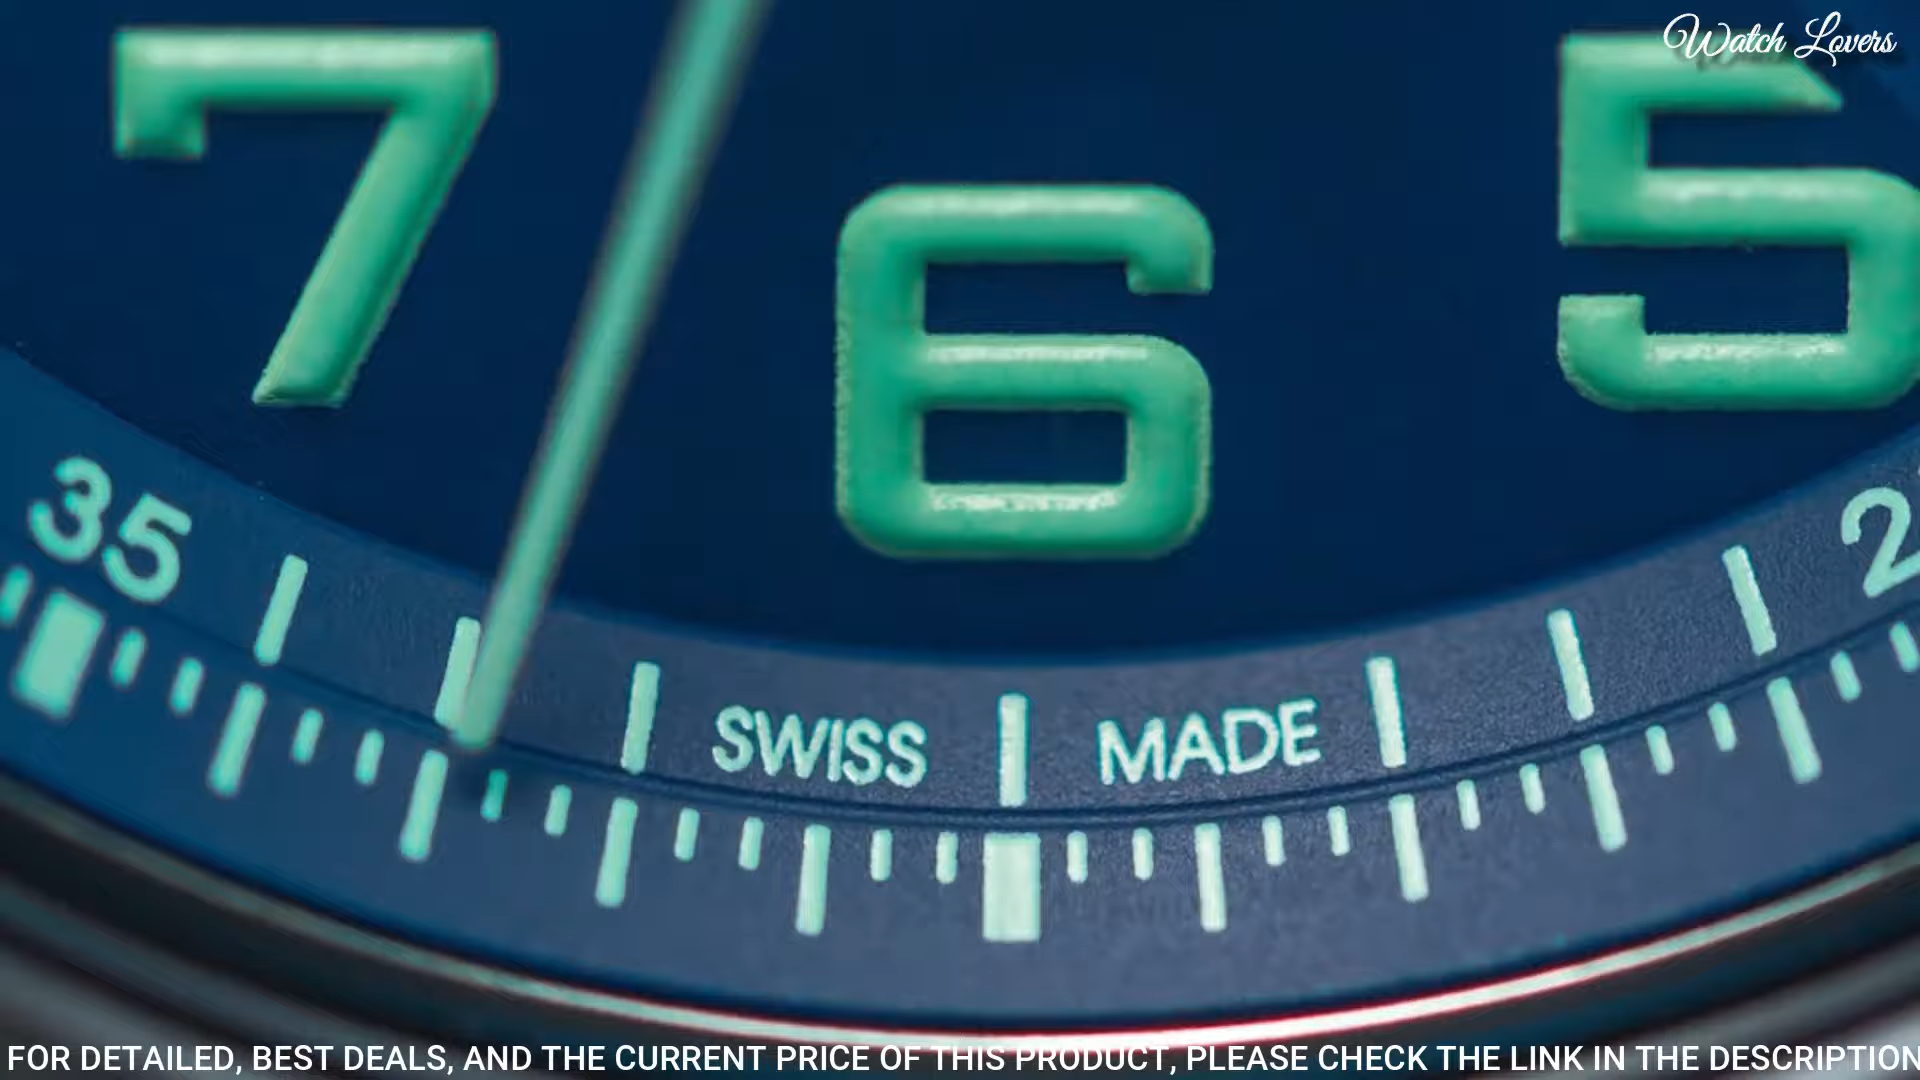 Watch Lovers
7
6
5
35
SWISS MADE
FOR DETAILED, BEST DEALS, AND THE CURRENT PRICE OF THIS PRODUCT, PLEASE CHECK THE LINK IN THE DESCRIPTION